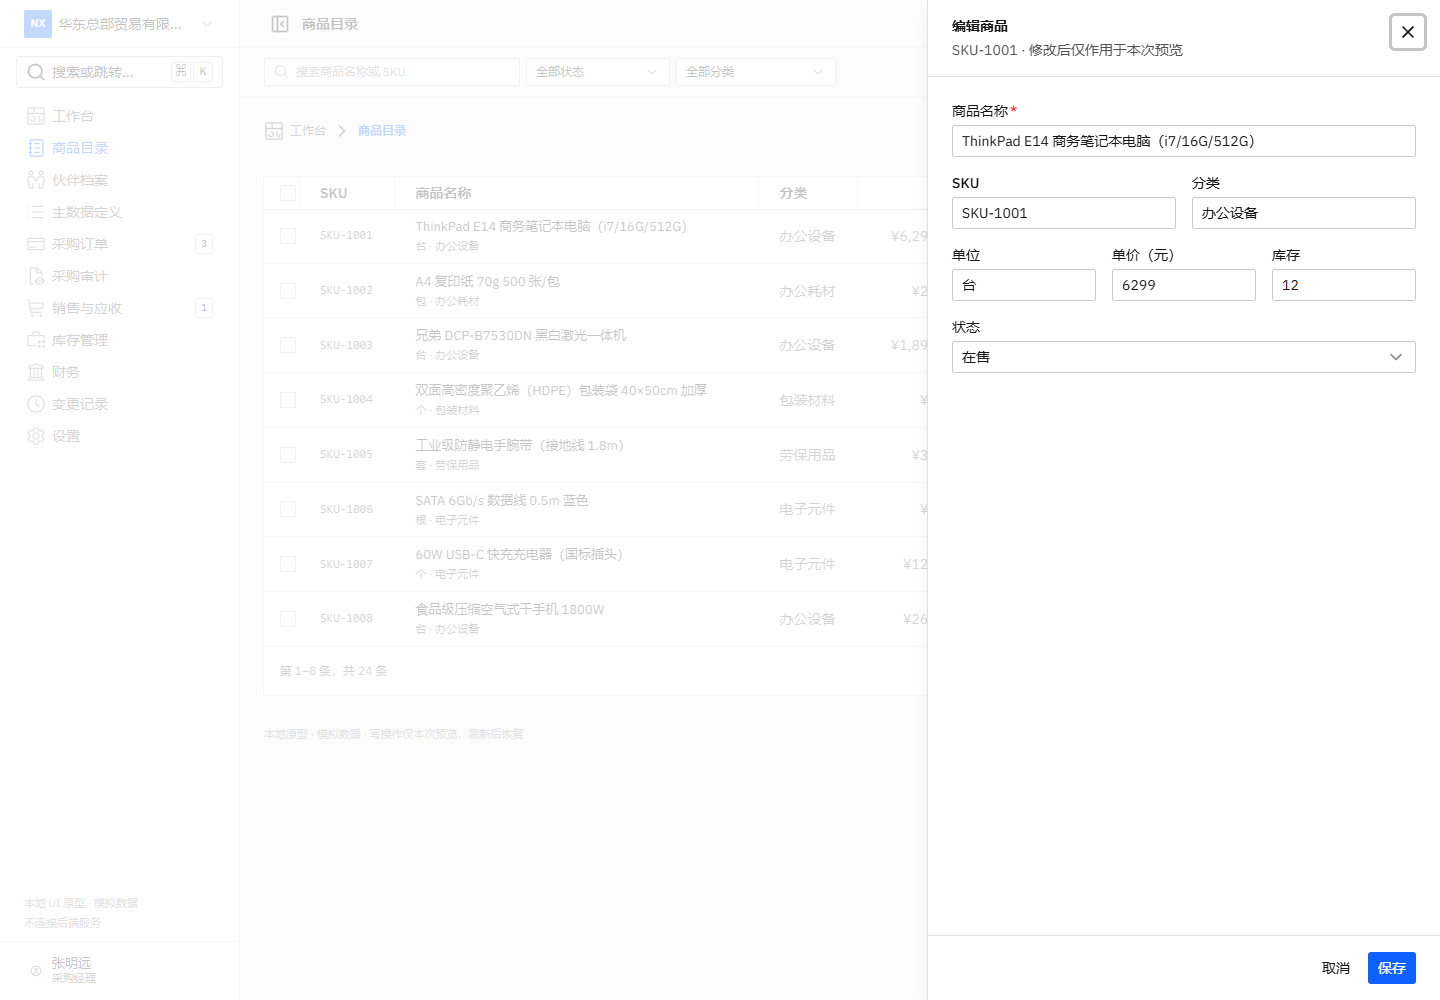 NX
华东总部贸易有限...
搜索或跳转...
⌘ K
工作台
商品目录
伙伴档案
主数据定义
采购订单 3
采购审计
销售与应收 1
库存管理
财务
变更记录
设置
本地 UI 原型 · 模拟数据
不连接后端服务
张明远
采购经理
商品目录
搜索商品名称或 SKU
全部状态
全部分类
工作台
商品目录
SKU 商品名称 分类
SKU-1001 ThinkPad E14 商务笔记本电脑（i7/16G/512G） 办公设备 ¥6,29
台 · 办公设备
SKU-1002 A4 复印纸 70g 500 张/包 办公耗材 ¥2
包 · 办公耗材
SKU-1003 兄弟 DCP-B7530DN 黑白激光一体机 办公设备 ¥1,89
台 · 办公设备
SKU-1004 双面高密度聚乙烯（HDPE）包装袋 40×50cm 加厚 包装材料 ¥
个 · 包装材料
SKU-1005 工业级防静电手腕带（接地线 1.8m） 劳保用品 ¥3
套 · 劳保用品
SKU-1006 SATA 6Gb/s 数据线 0.5m 蓝色 电子元件 ¥
根 · 电子元件
SKU-1007 60W USB-C 快充充电器（国标插头） 电子元件 ¥12
个 · 电子元件
SKU-1008 食品级压缩空气式干手机 1800W 办公设备 ¥26
台 · 办公设备
第 1–8 条，共 24 条
本地原型 · 模拟数据 · 写操作仅本次预览，刷新后恢复
编辑商品
SKU-1001 · 修改后仅作用于本次预览
商品名称*
ThinkPad E14 商务笔记本电脑（i7/16G/512G）
SKU 分类
SKU-1001 办公设备
单位 单价（元） 库存
台 6299 12
状态
在售
取消 保存